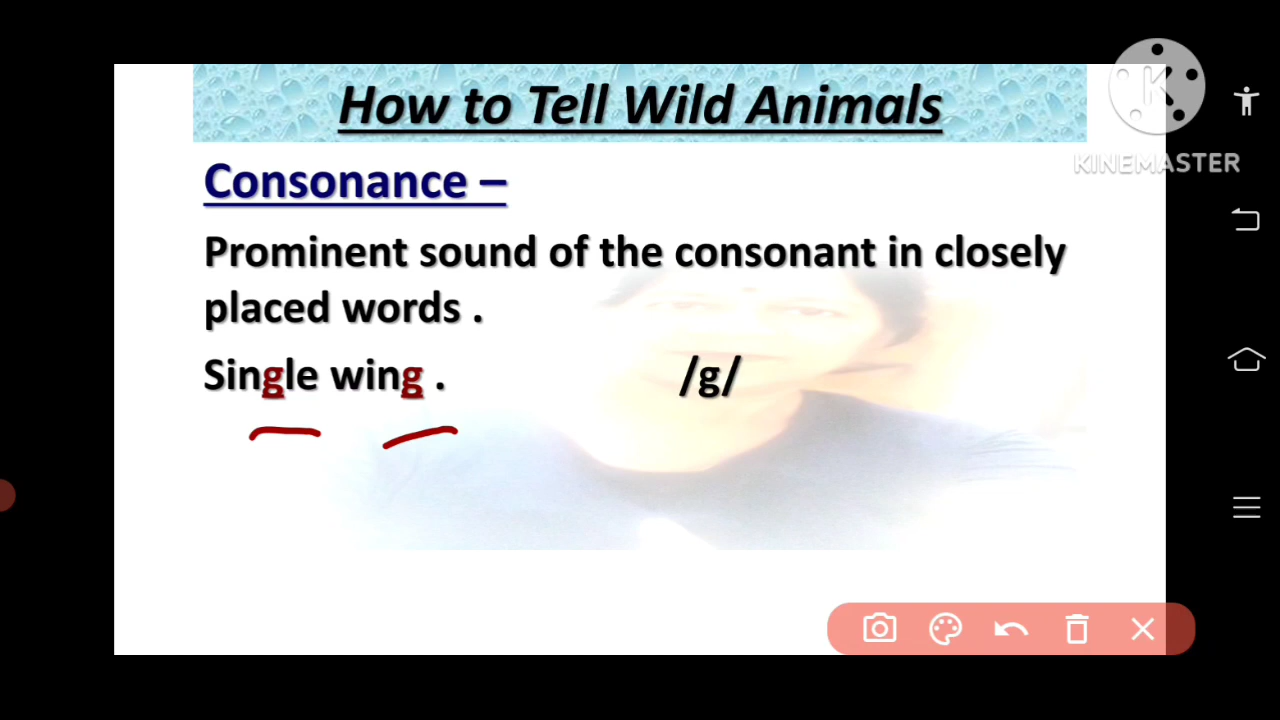 How to Tell Wild Animals
KINEMASTER
Consonance –
Prominent sound of the consonant in closely
placed words .
Single wing . /g/